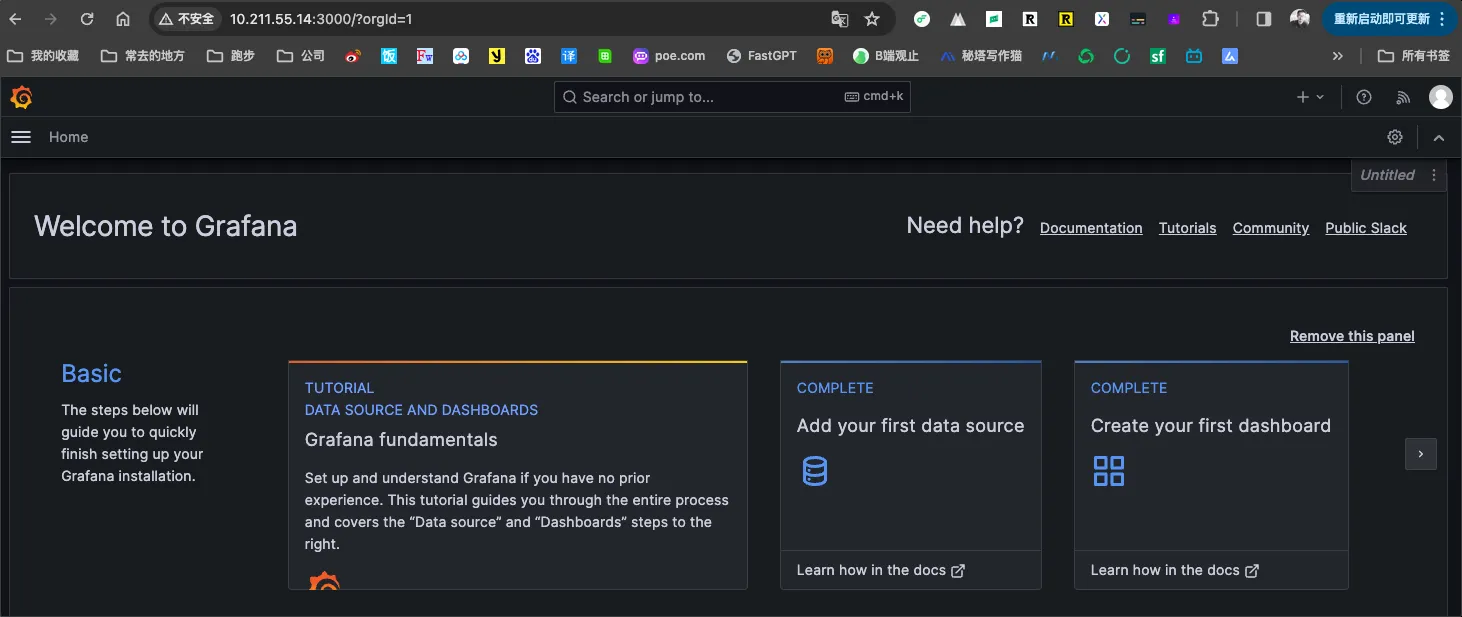 不安全 10.211.55.14:3000/?orgId=1 重新启动即可更新
我的收藏 常去的地方 跑步 公司 饭 Fw y 译 poe.com FastGPT B端观止 秘塔写作猫 sf 所有书签
Search or jump to... cmd+k
Home
Untitled
Welcome to Grafana
Need help? Documentation Tutorials Community Public Slack
Remove this panel
Basic
The steps below will
guide you to quickly
finish setting up your
Grafana installation.
TUTORIAL
DATA SOURCE AND DASHBOARDS
Grafana fundamentals
Set up and understand Grafana if you have no prior
experience. This tutorial guides you through the entire process
and covers the “Data source” and “Dashboards” steps to the
right.
COMPLETE
Add your first data source
Learn how in the docs
COMPLETE
Create your first dashboard
Learn how in the docs